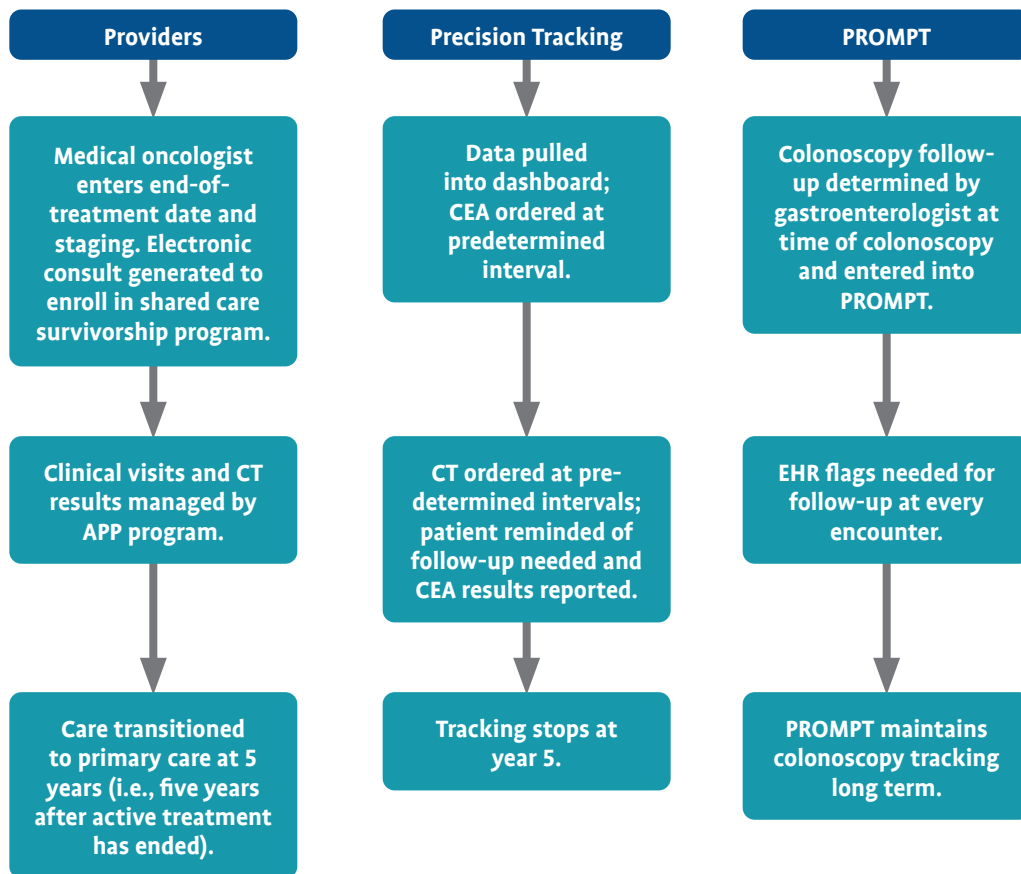 Providers
Medical oncologist
enters end-of-
treatment date and
staging. Electronic
consult generated to
enroll in shared care
survivorship program.
Clinical visits and CT
results managed by
APP program.
Care transitioned
to primary care at 5
years (i.e., five years
after active treatment
has ended).
Precision Tracking
Data pulled
into dashboard;
CEA ordered at
predetermined
interval.
CT ordered at pre-
determined intervals;
patient reminded of
follow-up needed and
CEA results reported.
Tracking stops at
year 5.
PROMPT
Colonoscopy follow-
up determined by
gastroenterologist at
time of colonoscopy
and entered into
PROMPT.
EHR flags needed for
follow-up at every
encounter.
PROMPT maintains
colonoscopy tracking
long term.